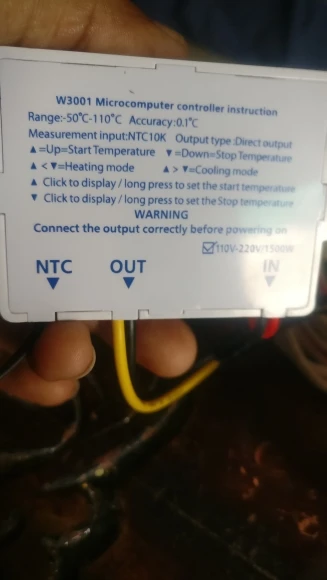 W3001 Microcomputer controller instruction
Range:-50℃-110℃ Accuracy:0.1℃
Measurement input:NTC10K Output type:Direct output
▲=Up=Start Temperature ▼=Down=Stop Temperature
▲<▼=Heating mode ▲>▼=Cooling mode
▲ Click to display/long press to set the start temperature
▼ Click to display/long press to set the Stop temperature
WARNING
Connect the output correctly before powering on
☑110V-220V/1500W
NTC OUT IN
▼ ▼ ▼